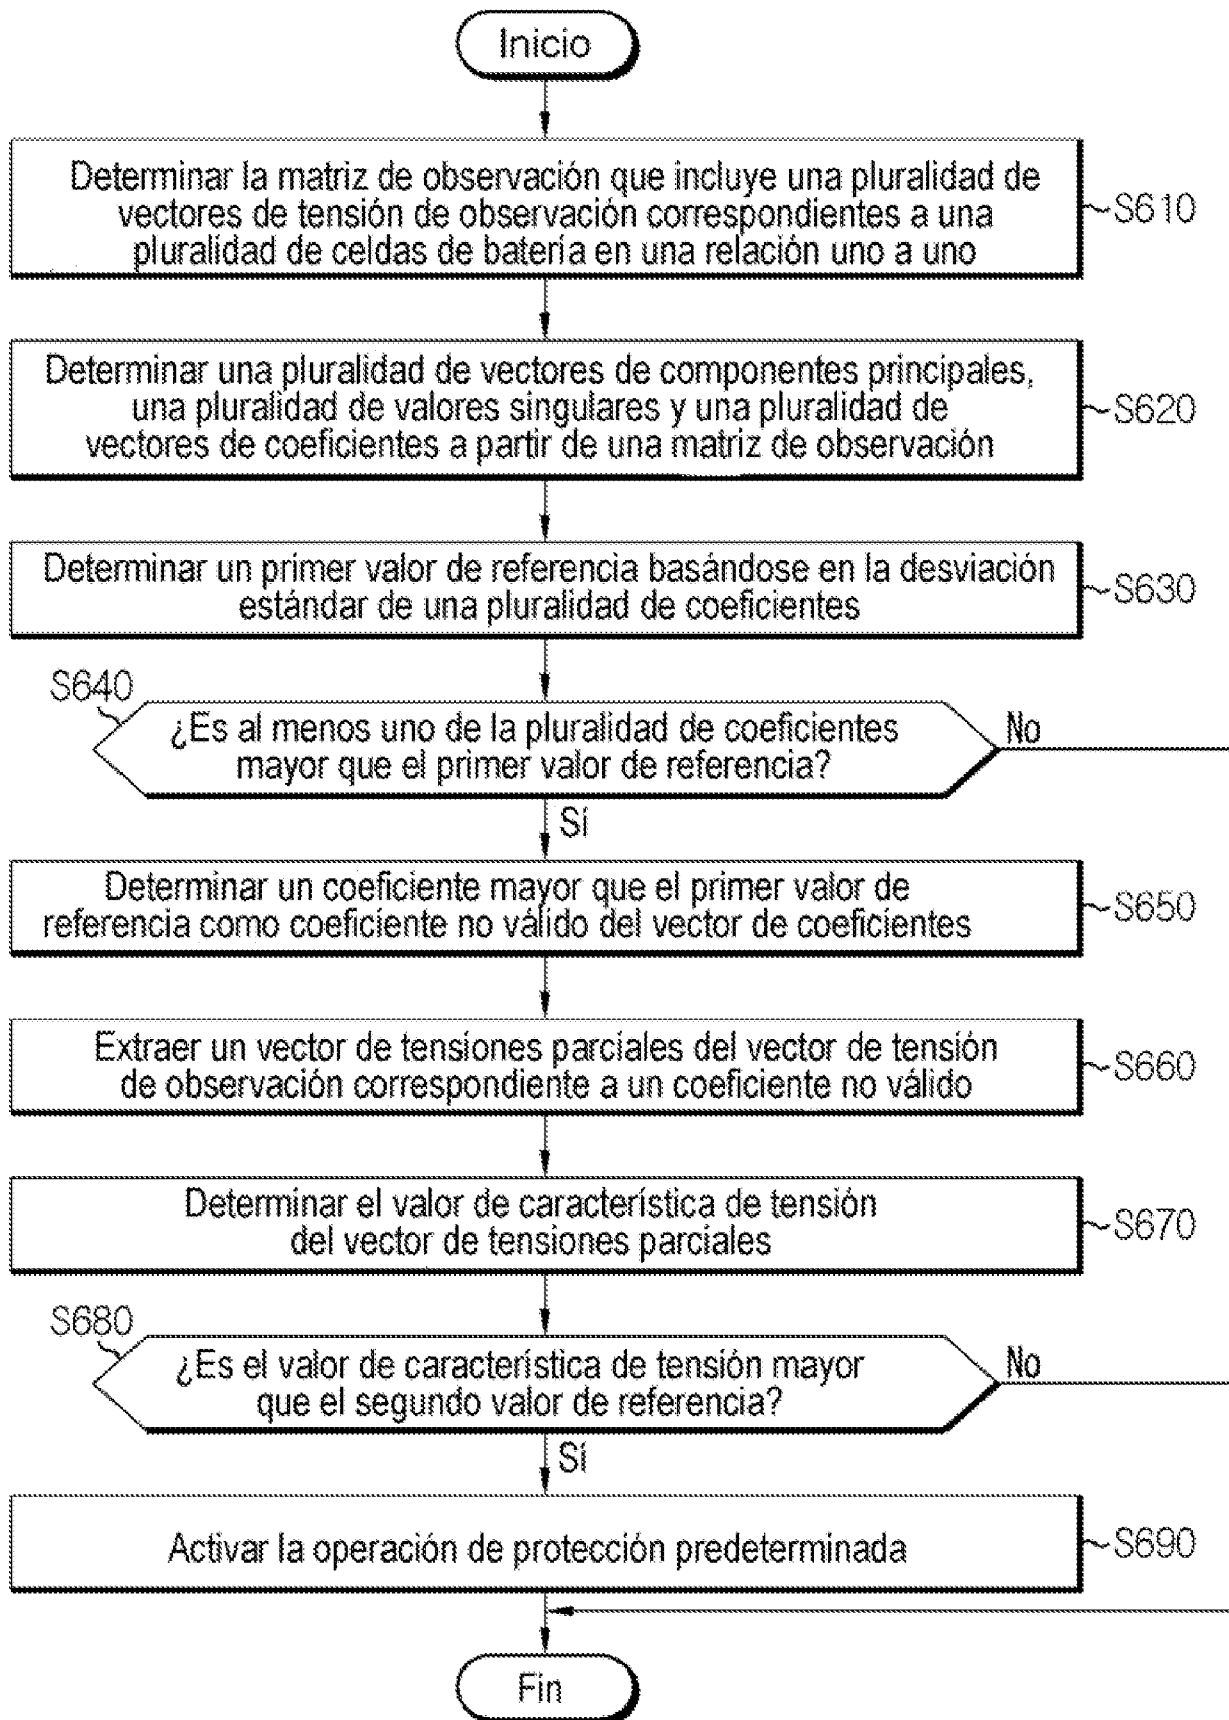 Inicio
Determinar la matriz de observación que incluye una pluralidad de
vectores de tensión de observación correspondientes a una
pluralidad de celdas de batería en una relación uno a uno
S610
Determinar una pluralidad de vectores de componentes principales,
una pluralidad de valores singulares y una pluralidad de
vectores de coeficientes a partir de una matriz de observación
S620
Determinar un primer valor de referencia basándose en la desviación
estándar de una pluralidad de coeficientes
S630
S640
¿Es al menos uno de la pluralidad de coeficientes
mayor que el primer valor de referencia?
No
Sí
Determinar un coeficiente mayor que el primer valor de
referencia como coeficiente no válido del vector de coeficientes
S650
Extraer un vector de tensiones parciales del vector de tensión
de observación correspondiente a un coeficiente no válido
S660
Determinar el valor de característica de tensión
del vector de tensiones parciales
S670
S680
¿Es el valor de característica de tensión mayor
que el segundo valor de referencia?
No
Sí
Activar la operación de protección predeterminada
S690
Fin